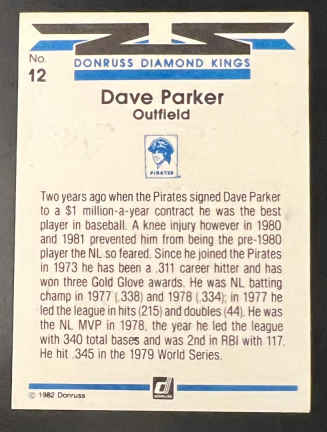 No.
12
DONRUSS DIAMOND KINGS
Dave Parker
Outfield
PIRATES
Two years ago when the Pirates signed Dave Parker
to a $1 million-a-year contract he was the best
player in baseball. A knee injury however in 1980
and 1981 prevented him from being the pre-1980
player the NL so feared. Since he joined the Pirates
in 1973 he has been a .311 career hitter and has
won three Gold Glove awards. He was NL batting
champ in 1977 (.338) and 1978 (.334); in 1977 he
led the league in hits (215) and doubles (44). He was
the NL MVP in 1978, the year he led the league
with 340 total bases and was 2nd in RBI with 117.
He hit .345 in the 1979 World Series.
© 1982 Donruss
DONRUSS